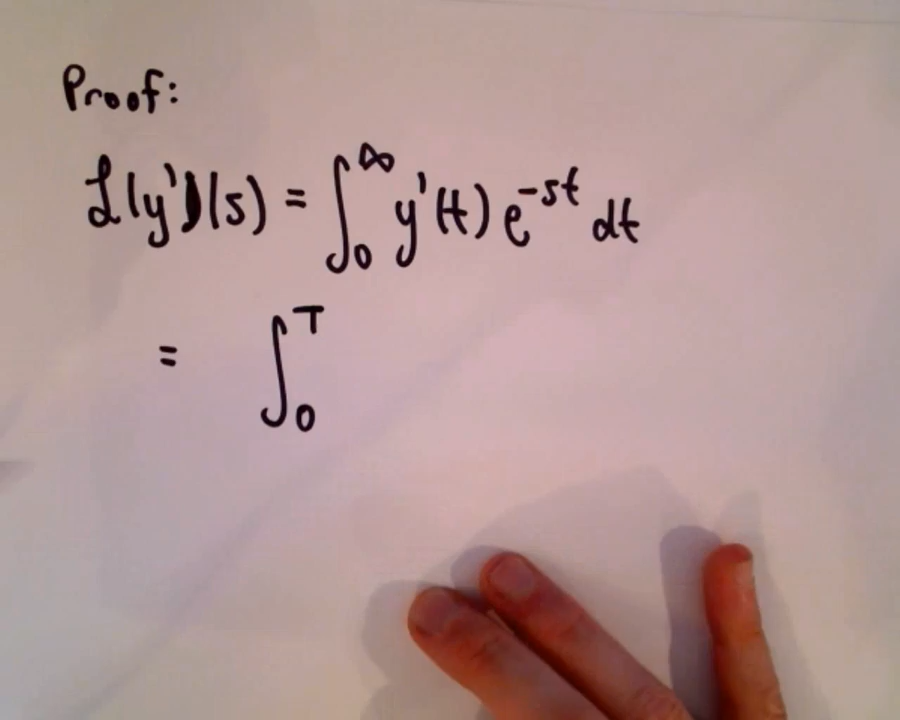 Proof:
ℒ(y')(s) = ∫₀^∞ y'(t) e^{-st} dt
= ∫₀^T